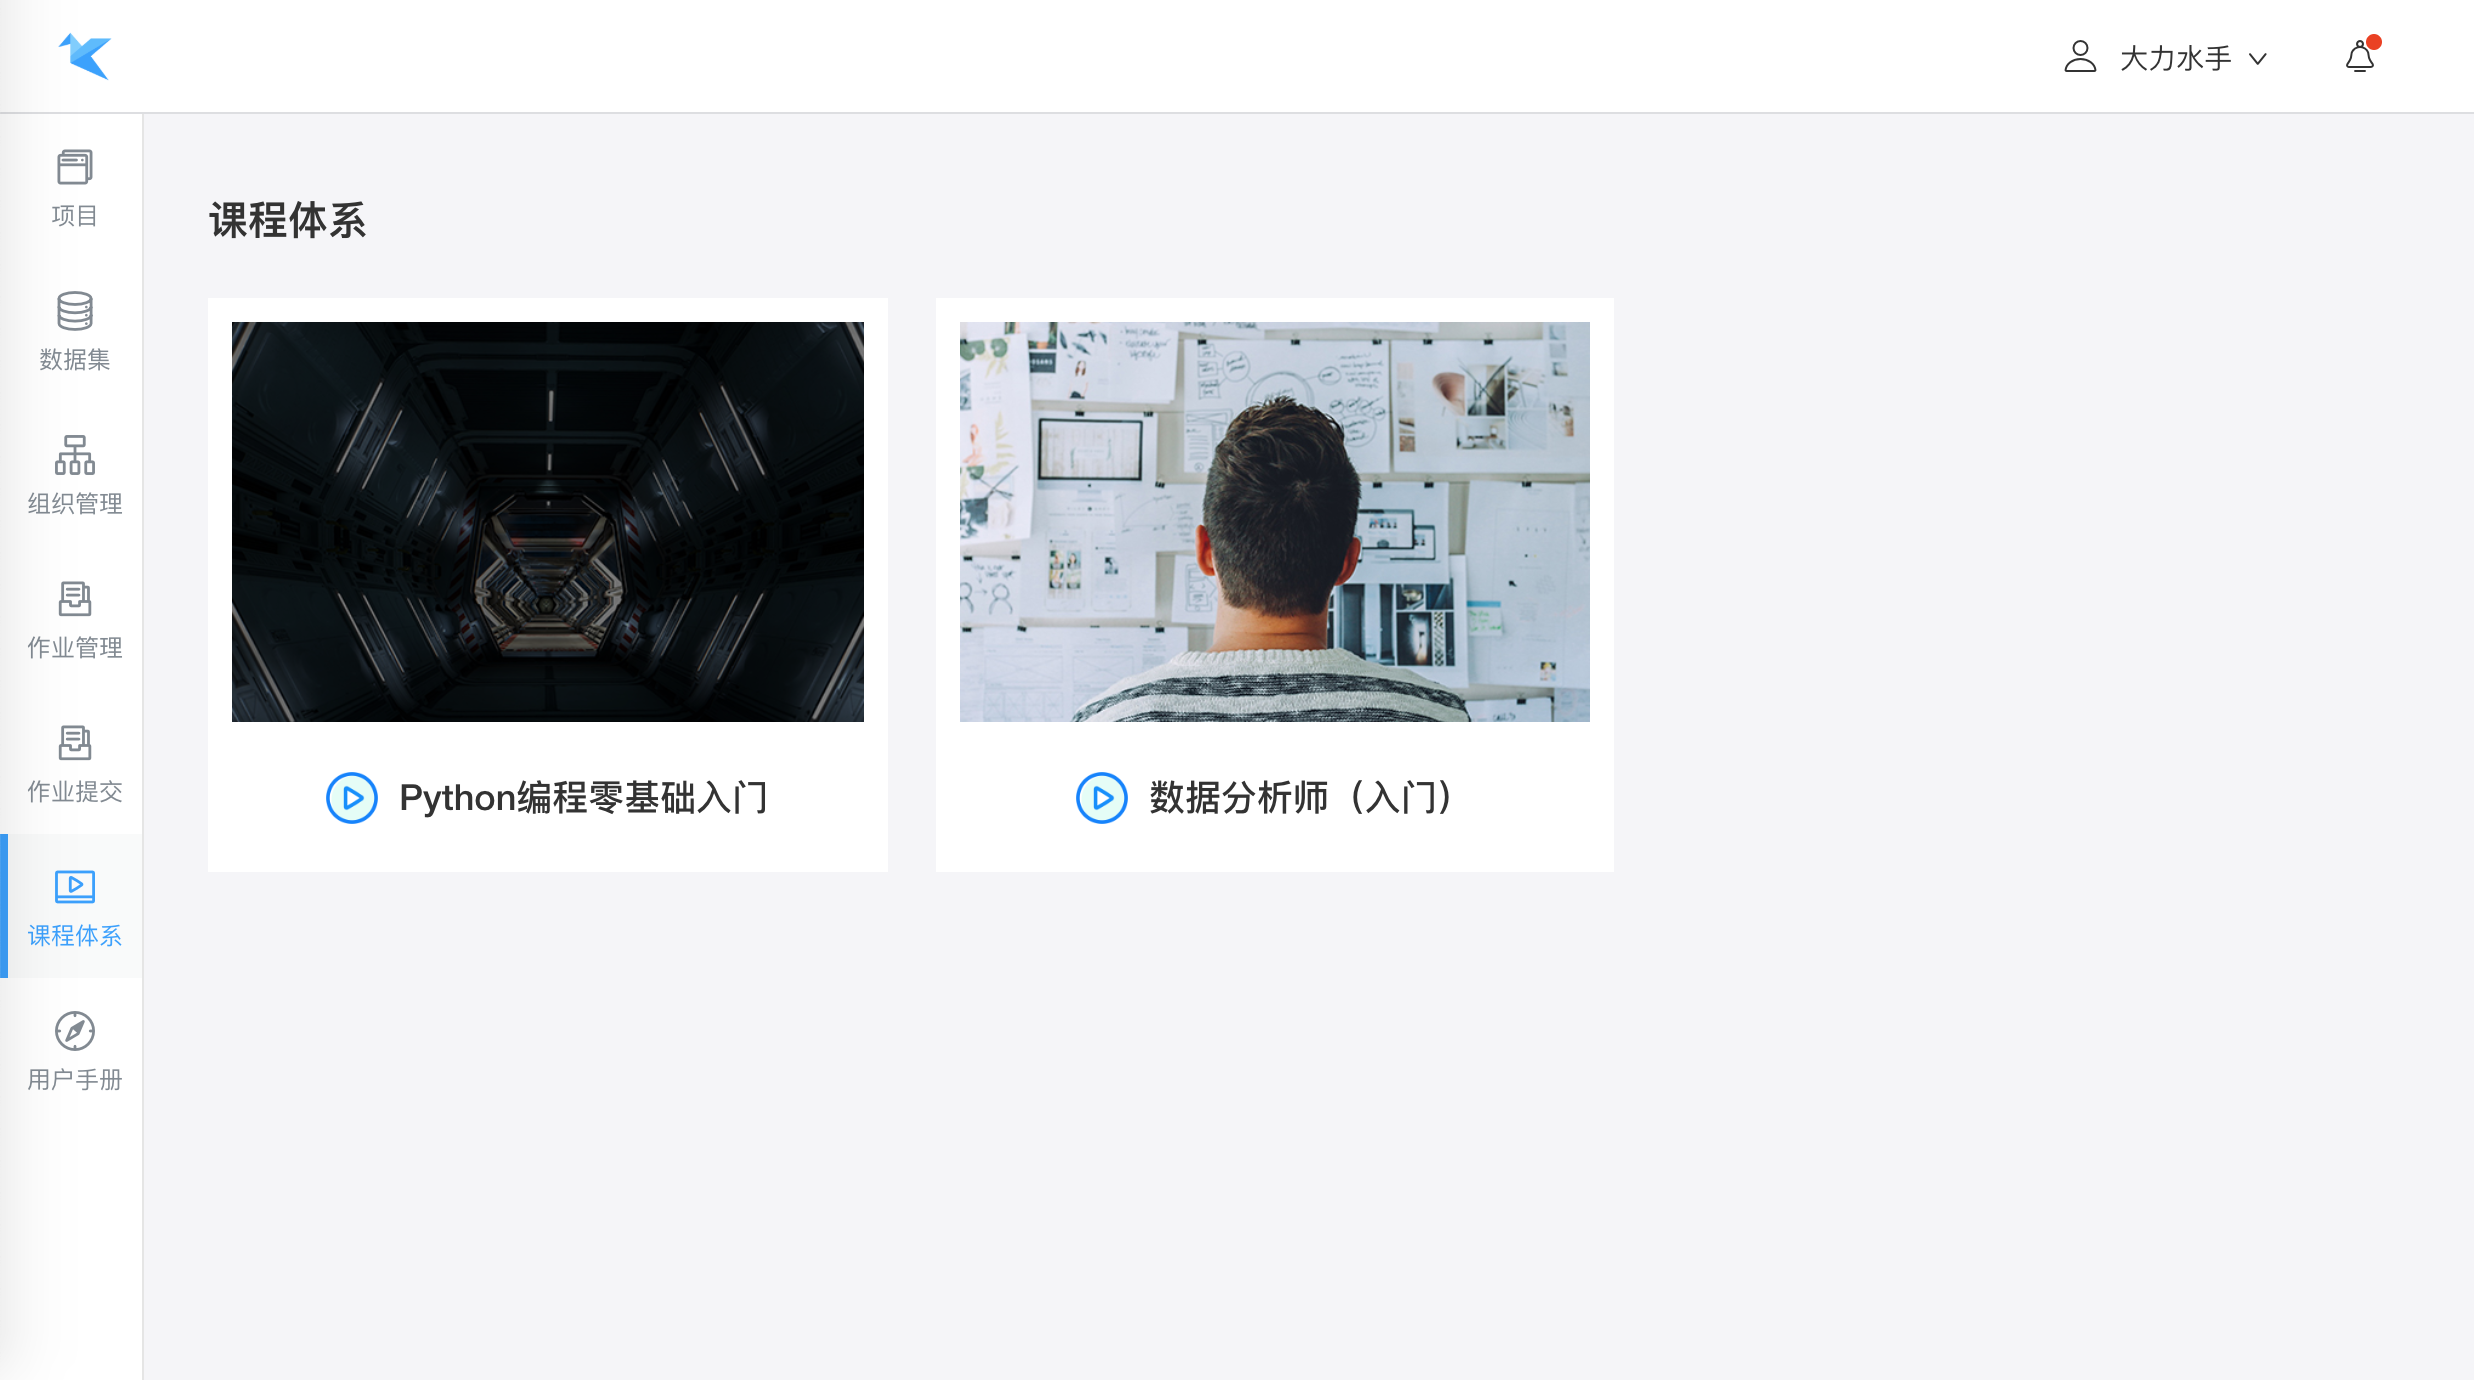 大力水手
项目
数据集
组织管理
作业管理
作业提交
课程体系
用户手册
课程体系
Python编程零基础入门
数据分析师（入门）